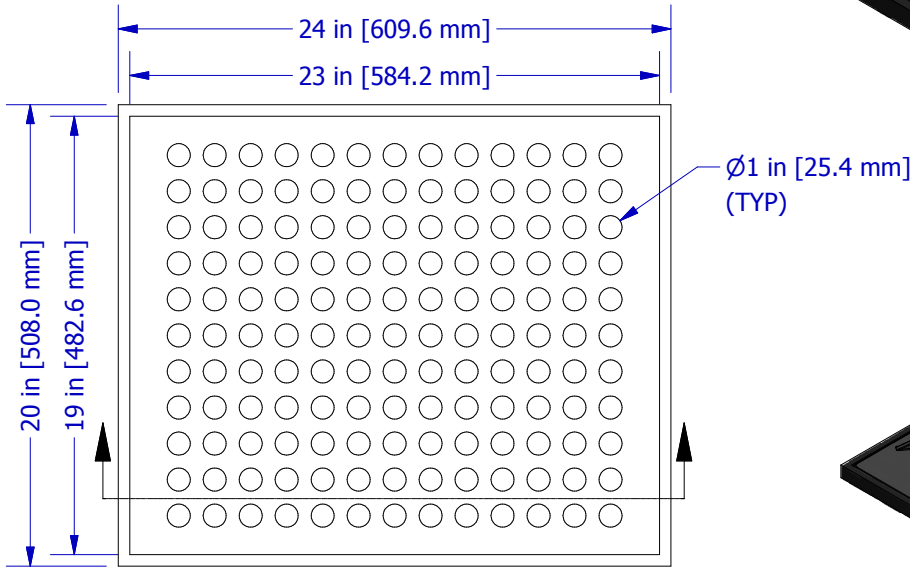 24 in [609.6 mm]
23 in [584.2 mm]
Ø1 in [25.4 mm]
(TYP)
20 in [508.0 mm]
19 in [482.6 mm]